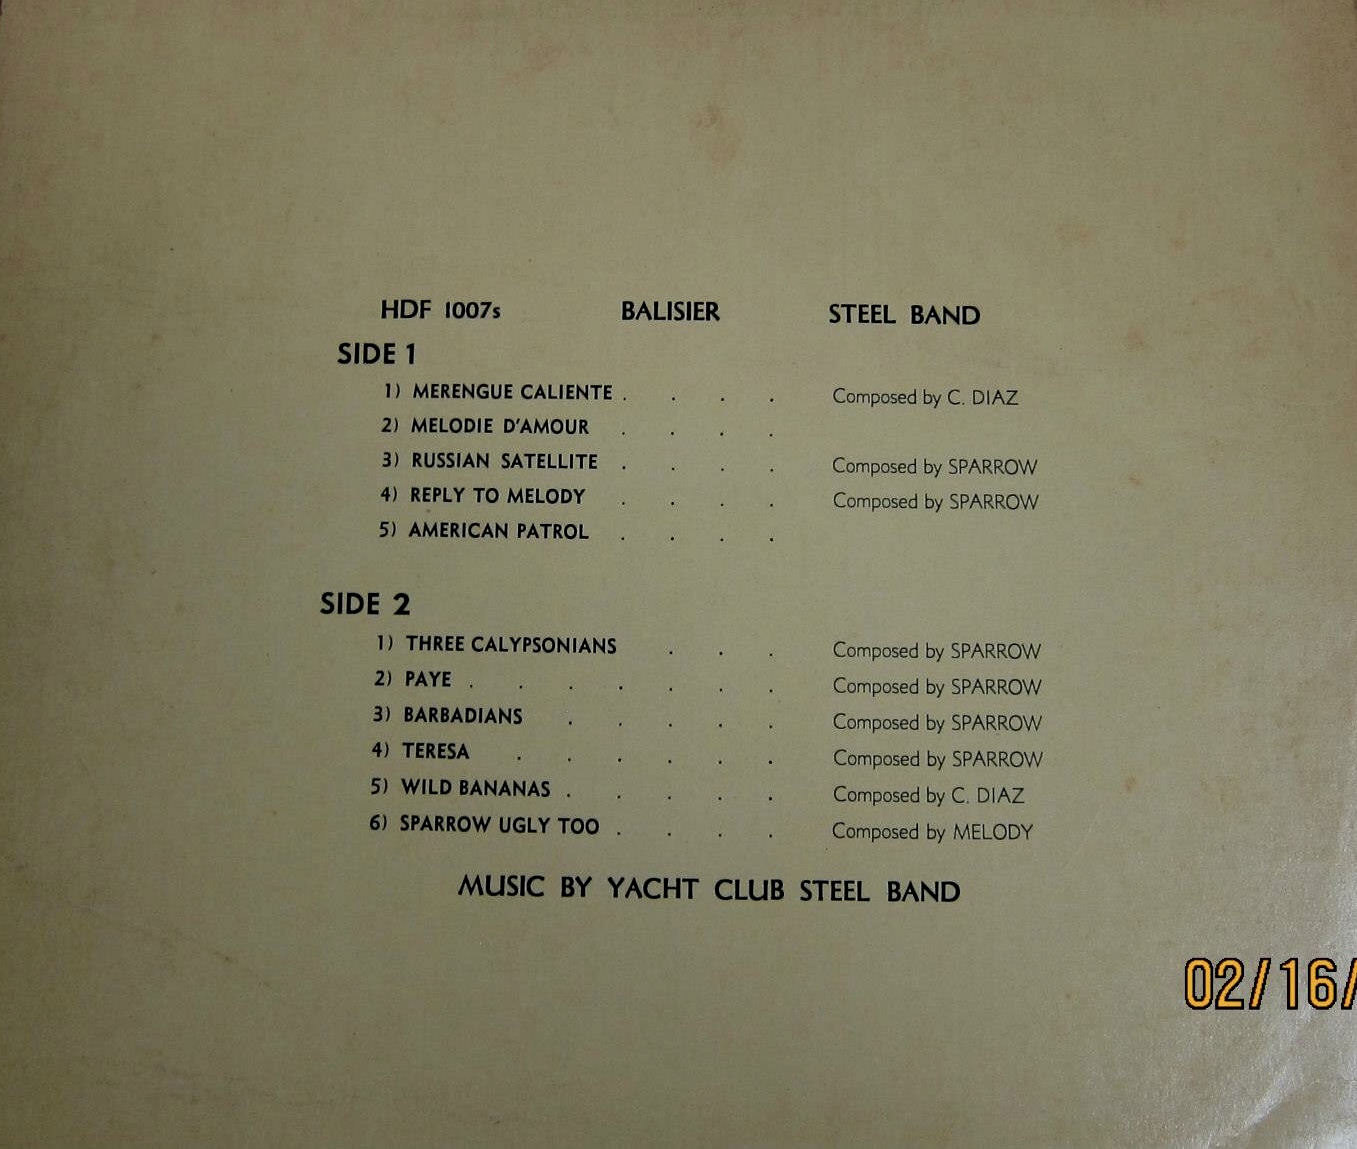 HDF 1007s BALISIER STEEL BAND
SIDE 1
1) MERENGUE CALIENTE . . . . Composed by C. DIAZ
2) MELODIE D'AMOUR . . . .
3) RUSSIAN SATELLITE . . . . Composed by SPARROW
4) REPLY TO MELODY . . . . Composed by SPARROW
5) AMERICAN PATROL . . . .
SIDE 2
1) THREE CALYPSONIANS . . . Composed by SPARROW
2) PAYE . . . . . . . Composed by SPARROW
3) BARBADIANS . . . . . Composed by SPARROW
4) TERESA . . . . . . Composed by SPARROW
5) WILD BANANAS . . . . . Composed by C. DIAZ
6) SPARROW UGLY TOO . . . . Composed by MELODY
MUSIC BY YACHT CLUB STEEL BAND
02/16/